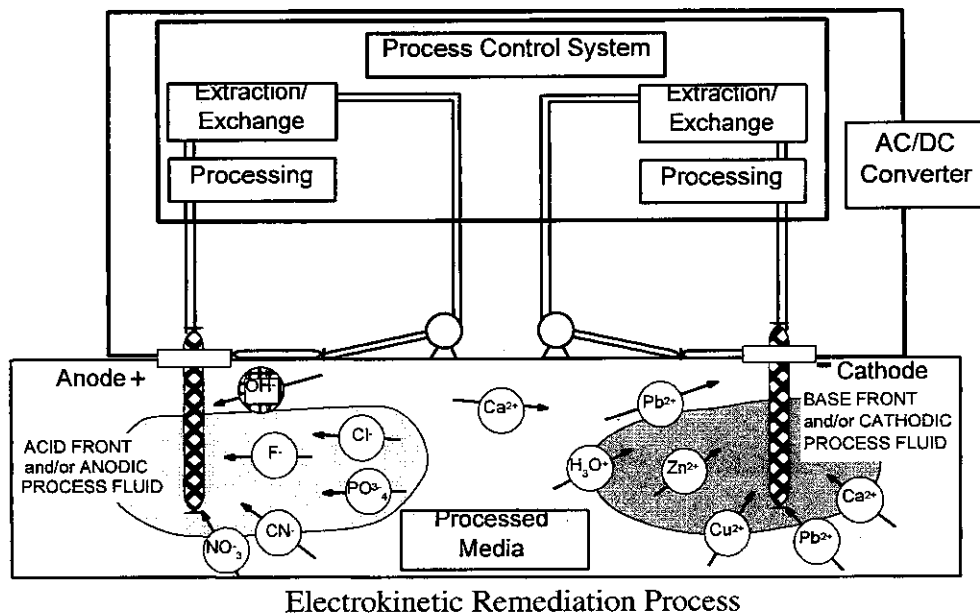 Process Control System
Extraction/
Exchange
Processing
Extraction/
Exchange
Processing
AC/DC
Converter
Anode +
- Cathode
OH-
Ca2+
Pb2+
BASE FRONT
and/or CATHODIC
PROCESS FLUID
ACID FRONT
and/or ANODIC
PROCESS FLUID
Cl-
F-
PO3-4
H3O+
Zn2+
Ca2+
NO-3
CN-
Processed
Media
Cu2+
Pb2+
Electrokinetic Remediation Process